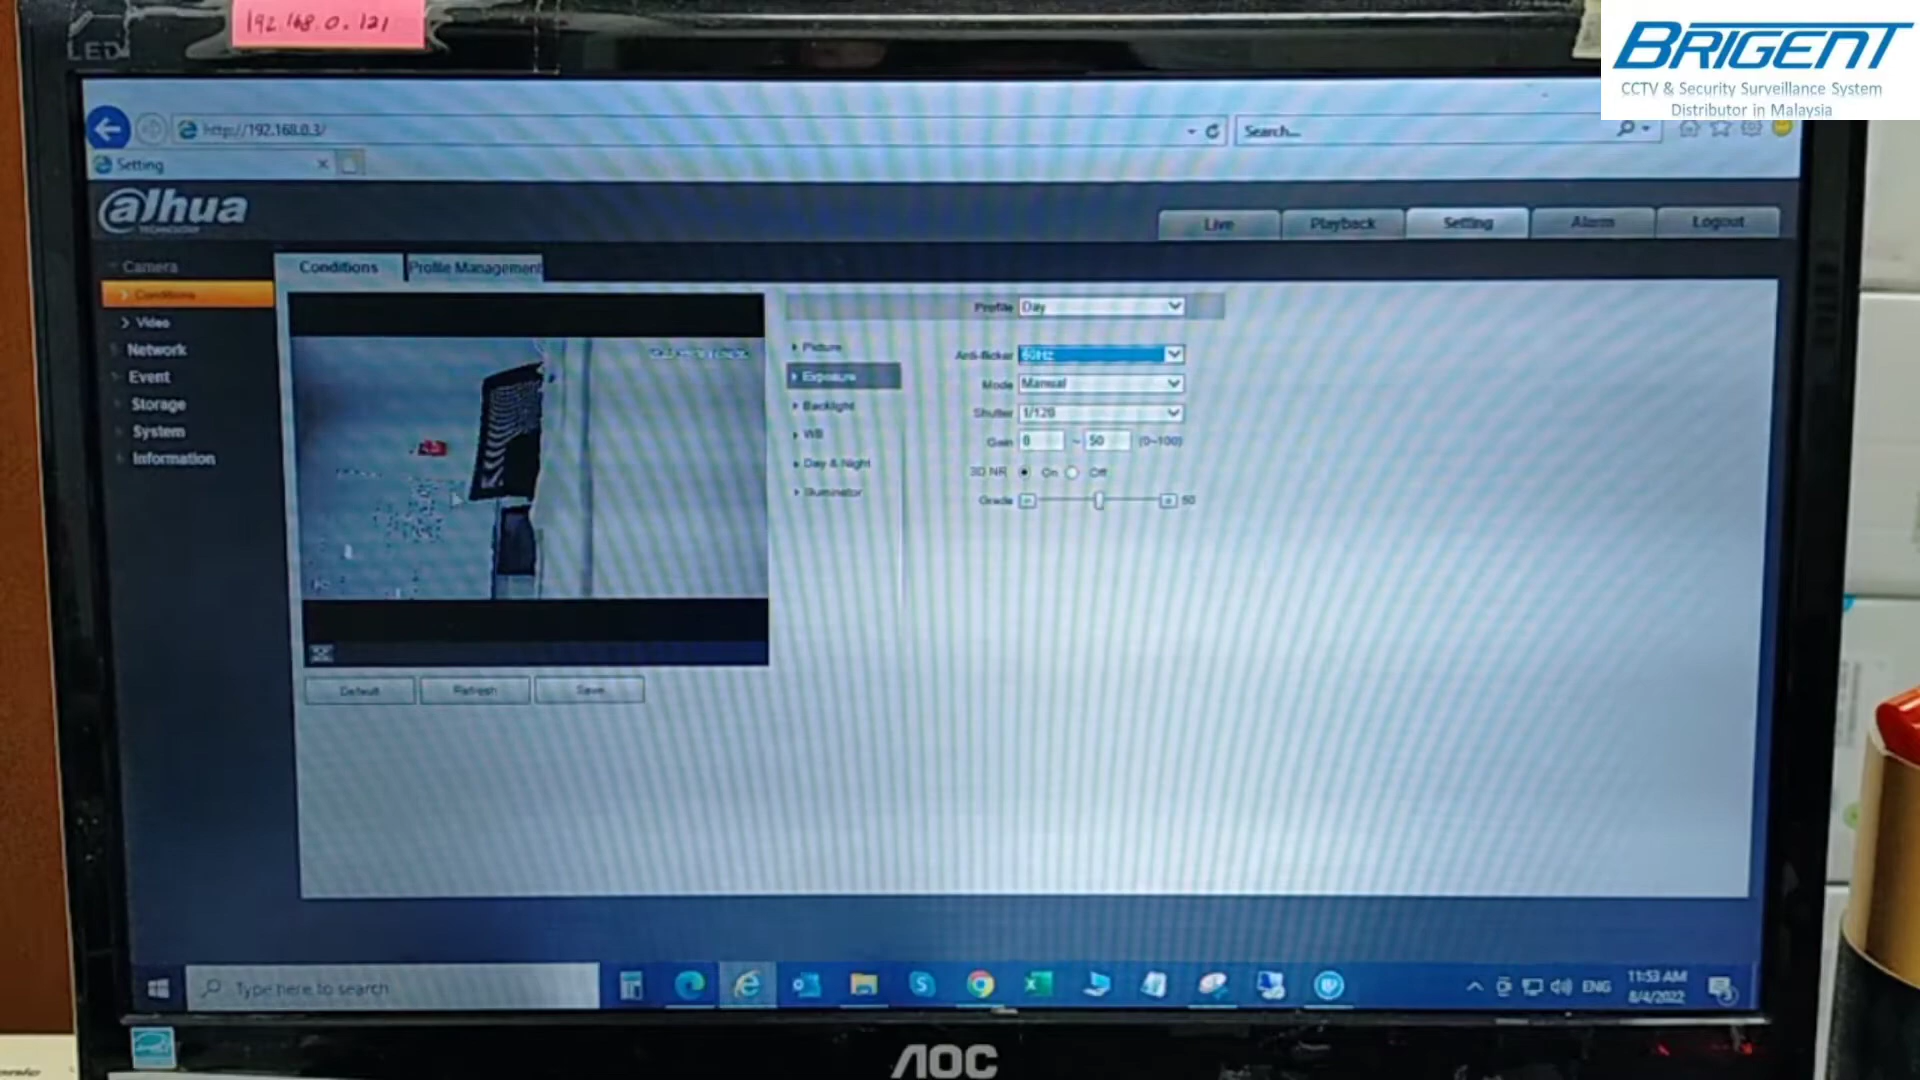 192.168.0.121
LED
BRIGENT
CCTV & Security Surveillance System
Distributor in Malaysia
http://192.168.0.3/
Search...
Setting
alhua
TECHNOLOGY
Live
Playback
Setting
Alarm
Logout
Camera
Conditions
Video
Network
Event
Storage
System
Information
Conditions
Profile Management
Profile
Day
Picture
Exposure
Backlight
WB
Day & Night
Illuminator
Anti-flicker
60Hz
Mode
Manual
Shutter
1/120
Gain
0
~
50
(0~100)
3D NR
On
Off
Grade
50
Default
Refresh
Save
Type here to search
ENG
11:53 AM
8/4/2022
3
AOC